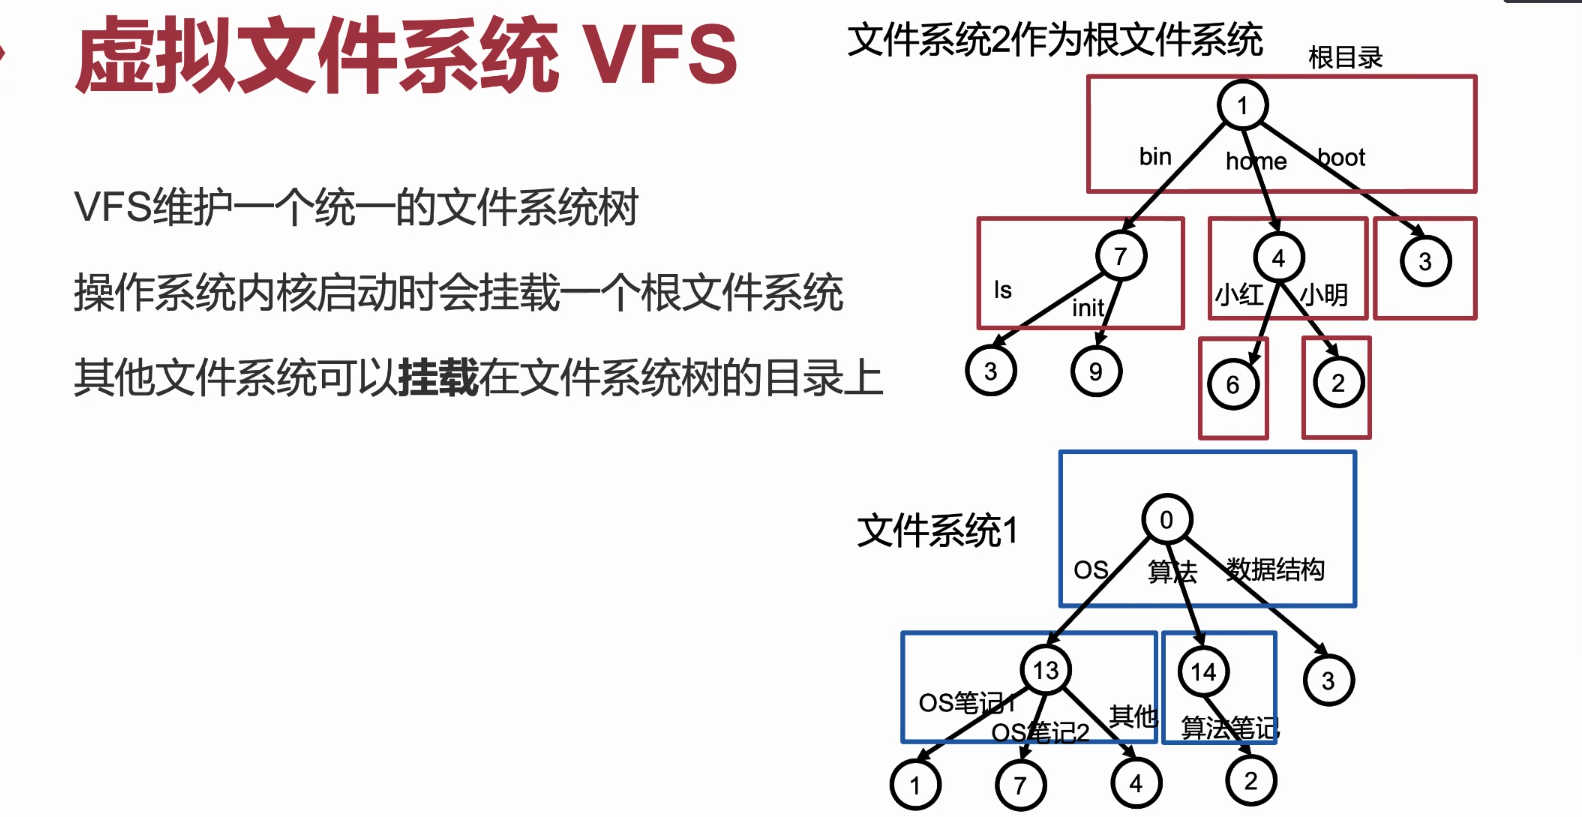 虚拟文件系统 VFS
VFS维护一个统一的文件系统树
操作系统内核启动时会挂载一个根文件系统
其他文件系统可以挂载在文件系统树的目录上
文件系统2作为根文件系统
根目录
1
bin home boot
7 4 3
ls init 小红 小明
3 9 6 2
文件系统1
0
OS 算法 数据结构
13 14 3
OS笔记1 OS笔记2 其他 算法笔记
1 7 4 2